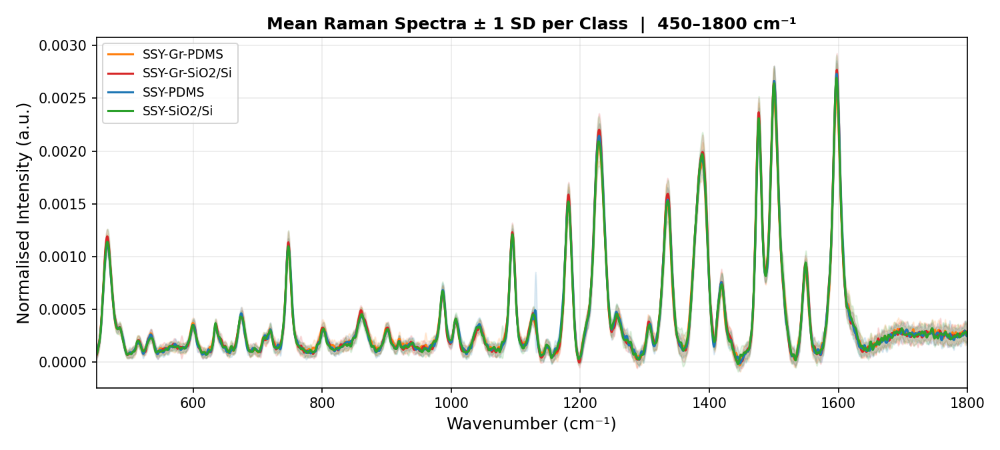 Mean Raman Spectra ± 1 SD per Class  |  450–1800 cm⁻¹
SSY-Gr-PDMS
SSY-Gr-SiO2/Si
SSY-PDMS
SSY-SiO2/Si
Normalised Intensity (a.u.)
0.0030
0.0025
0.0020
0.0015
0.0010
0.0005
0.0000
600 800 1000 1200 1400 1600 1800
Wavenumber (cm⁻¹)